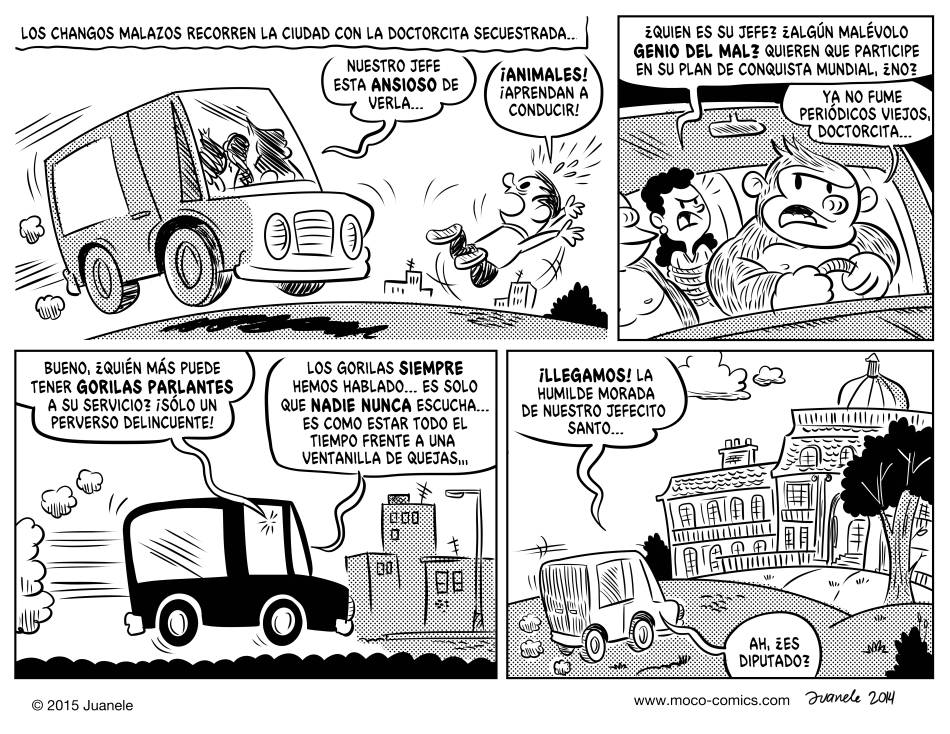 LOS CHANGOS MALAZOS RECORREN LA CIUDAD CON LA DOCTORCITA SECUESTRADA...
NUESTRO JEFE
ESTA ANSIOSO DE
VERLA...
¡ANIMALES!
¡APRENDAN A
CONDUCIR!
¿QUIEN ES SU JEFE? ¿ALGÚN MALÉVOLO
GENIO DEL MAL? QUIEREN QUE PARTICIPE
EN SU PLAN DE CONQUISTA MUNDIAL, ¿NO?
YA NO FUME
PERIÓDICOS VIEJOS,
DOCTORCITA...
BUENO, ¿QUIÉN MÁS PUEDE
TENER GORILAS PARLANTES
A SU SERVICIO? ¡SÓLO UN
PERVERSO DELINCUENTE!
LOS GORILAS SIEMPRE
HEMOS HABLADO... ES SOLO
QUE NADIE NUNCA ESCUCHA...
ES COMO ESTAR TODO EL
TIEMPO FRENTE A UNA
VENTANILLA DE QUEJAS...
¡LLEGAMOS! LA
HUMILDE MORADA
DE NUESTRO JEFECITO
SANTO...
AH, ¿ES
DIPUTADO?
© 2015 Juanele
www.moco-comics.com
Juanele 2014